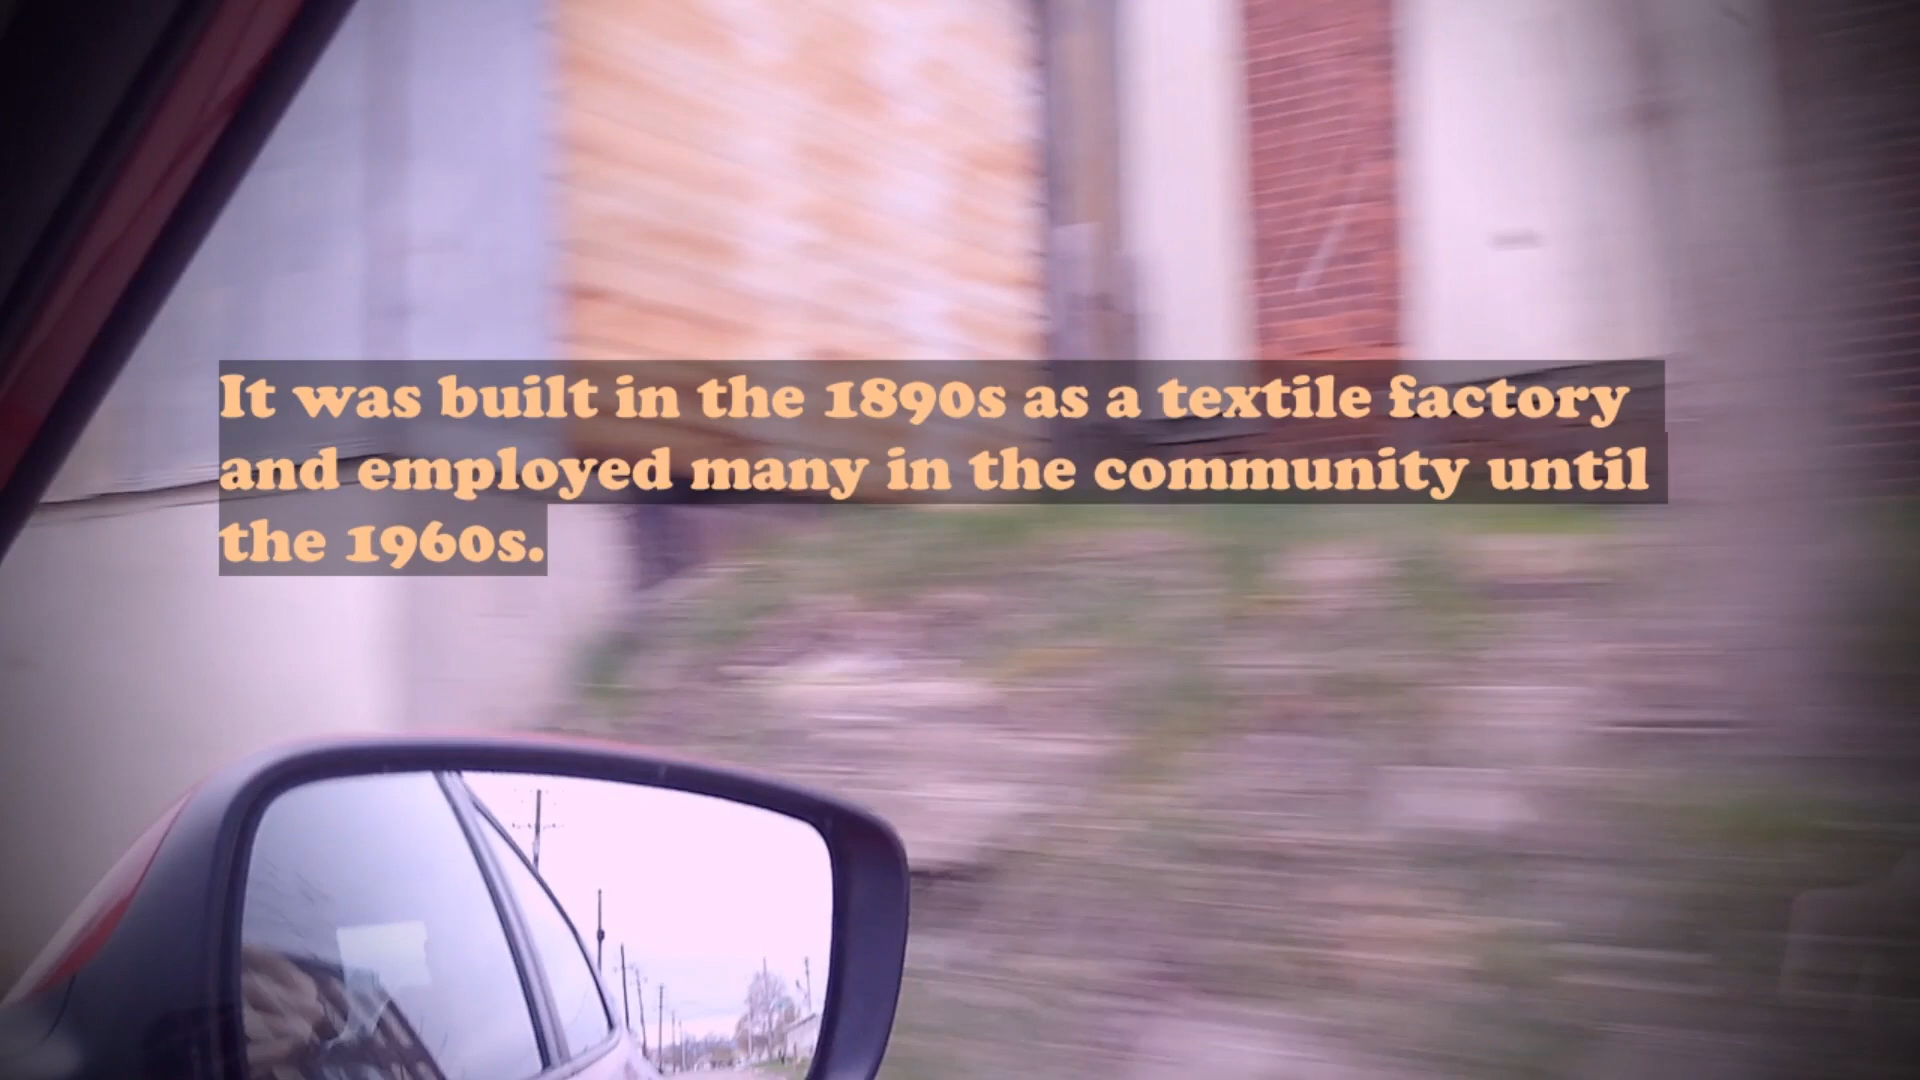 It was built in the 1890s as a textile factory
and employed many in the community until
the 1960s.